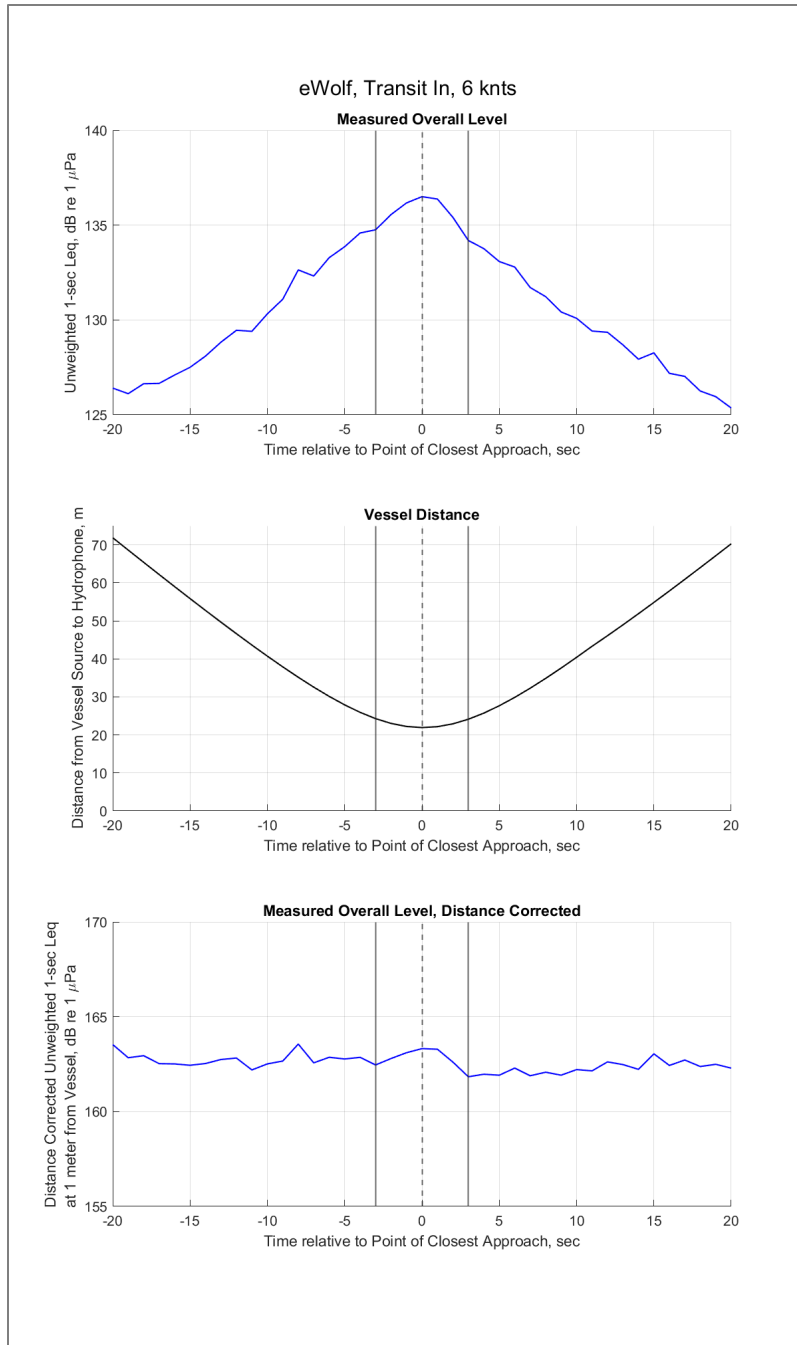 eWolf, Transit In, 6 knts
Measured Overall Level
Unweighted 1-sec Leq, dB re 1 μPa
140
135
130
125
-20 -15 -10 -5 0 5 10 15 20
Time relative to Point of Closest Approach, sec
Vessel Distance
Distance from Vessel Source to Hydrophone, m
70
60
50
40
30
20
10
0
-20 -15 -10 -5 0 5 10 15 20
Time relative to Point of Closest Approach, sec
Measured Overall Level, Distance Corrected
Distance Corrected Unweighted 1-sec Leq
at 1 meter from Vessel, dB re 1 μPa
170
165
160
155
-20 -15 -10 -5 0 5 10 15 20
Time relative to Point of Closest Approach, sec